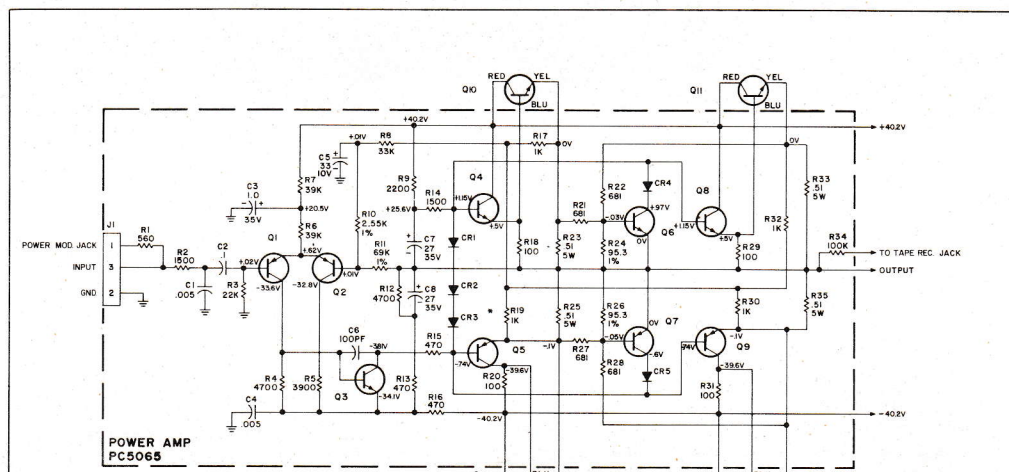 RED
YEL
Q10
BLU
RED
YEL
Q11
BLU
+40.2V
+.01V
R8
33K
R17
1K
0V
0V
+40.2V
C5
33
10V
R7
39K
R9
2200
Q4
R14
1500
+1.15V
+.5V
R22
681
CR4
Q8
+.97V
+1.15V
+.5V
R33
.51
5W
C3
1.0
35V
+20.5V
+25.6V
R10
2.55K
1%
R21
681
-.03V
Q6
0V
R32
1K
R34
100K
TO TAPE REC. JACK
J1
POWER MOD. JACK
1
R1
560
R6
39K
Q1
+.62V
R11
69K
1%
C7
27
35V
CR1
R18
100
R23
.51
5W
R24
95.3
1%
R29
100
INPUT
3
R2
1500
C2
.1
+.02V
+.01V
OUTPUT
GND
2
C1
.005
R3
22K
-33.6V
-32.8V
Q2
R12
4700
C8
27
35V
CR2
CR3
R19
1K
*
R25
.51
5W
R26
95.3
1%
Q7
0V
R30
1K
R35
.51
5W
C6
100PF
-38.1V
R15
470
-.74V
Q5
-.1V
R27
681
-.05V
-.6V
-.74V
-.1V
Q9
R4
4700
R5
3900
Q3
-34.1V
R13
470
R20
100
-39.6V
R28
681
CR5
-39.6V
R31
100
C4
.005
R16
470
-40.2V
-40.2V
POWER AMP
PC5065